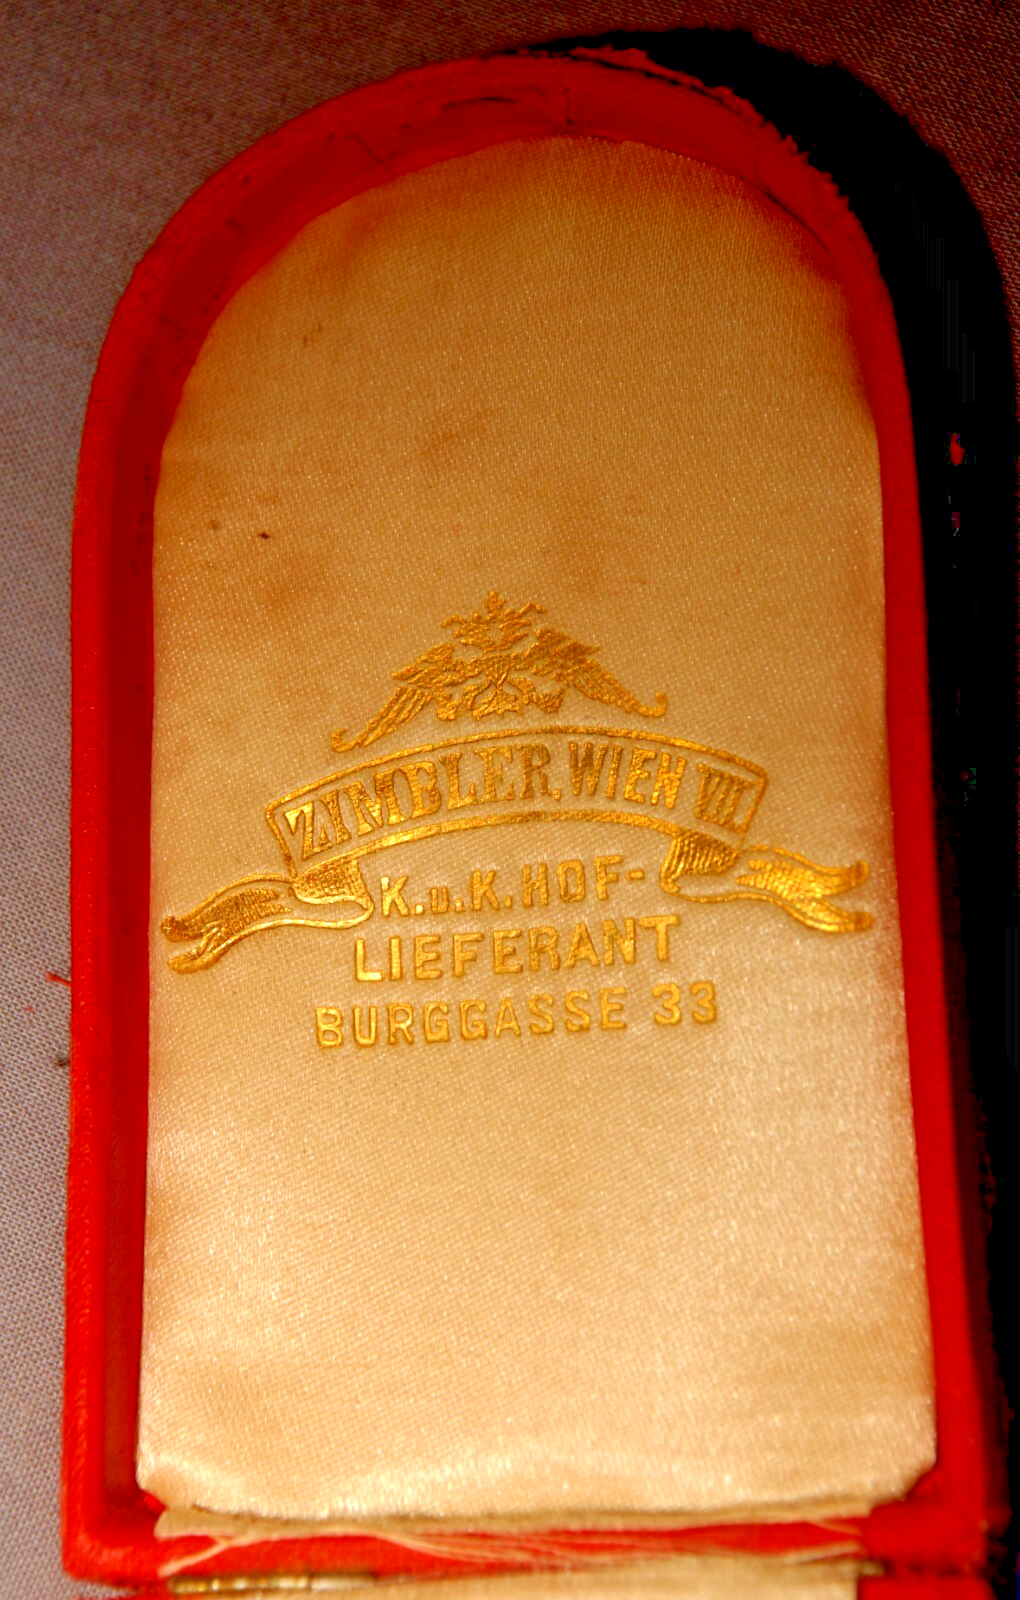 ZIMBLER, WIEN VII.
K.u.K. HOF-
LIEFERANT
BURGGASSE 33